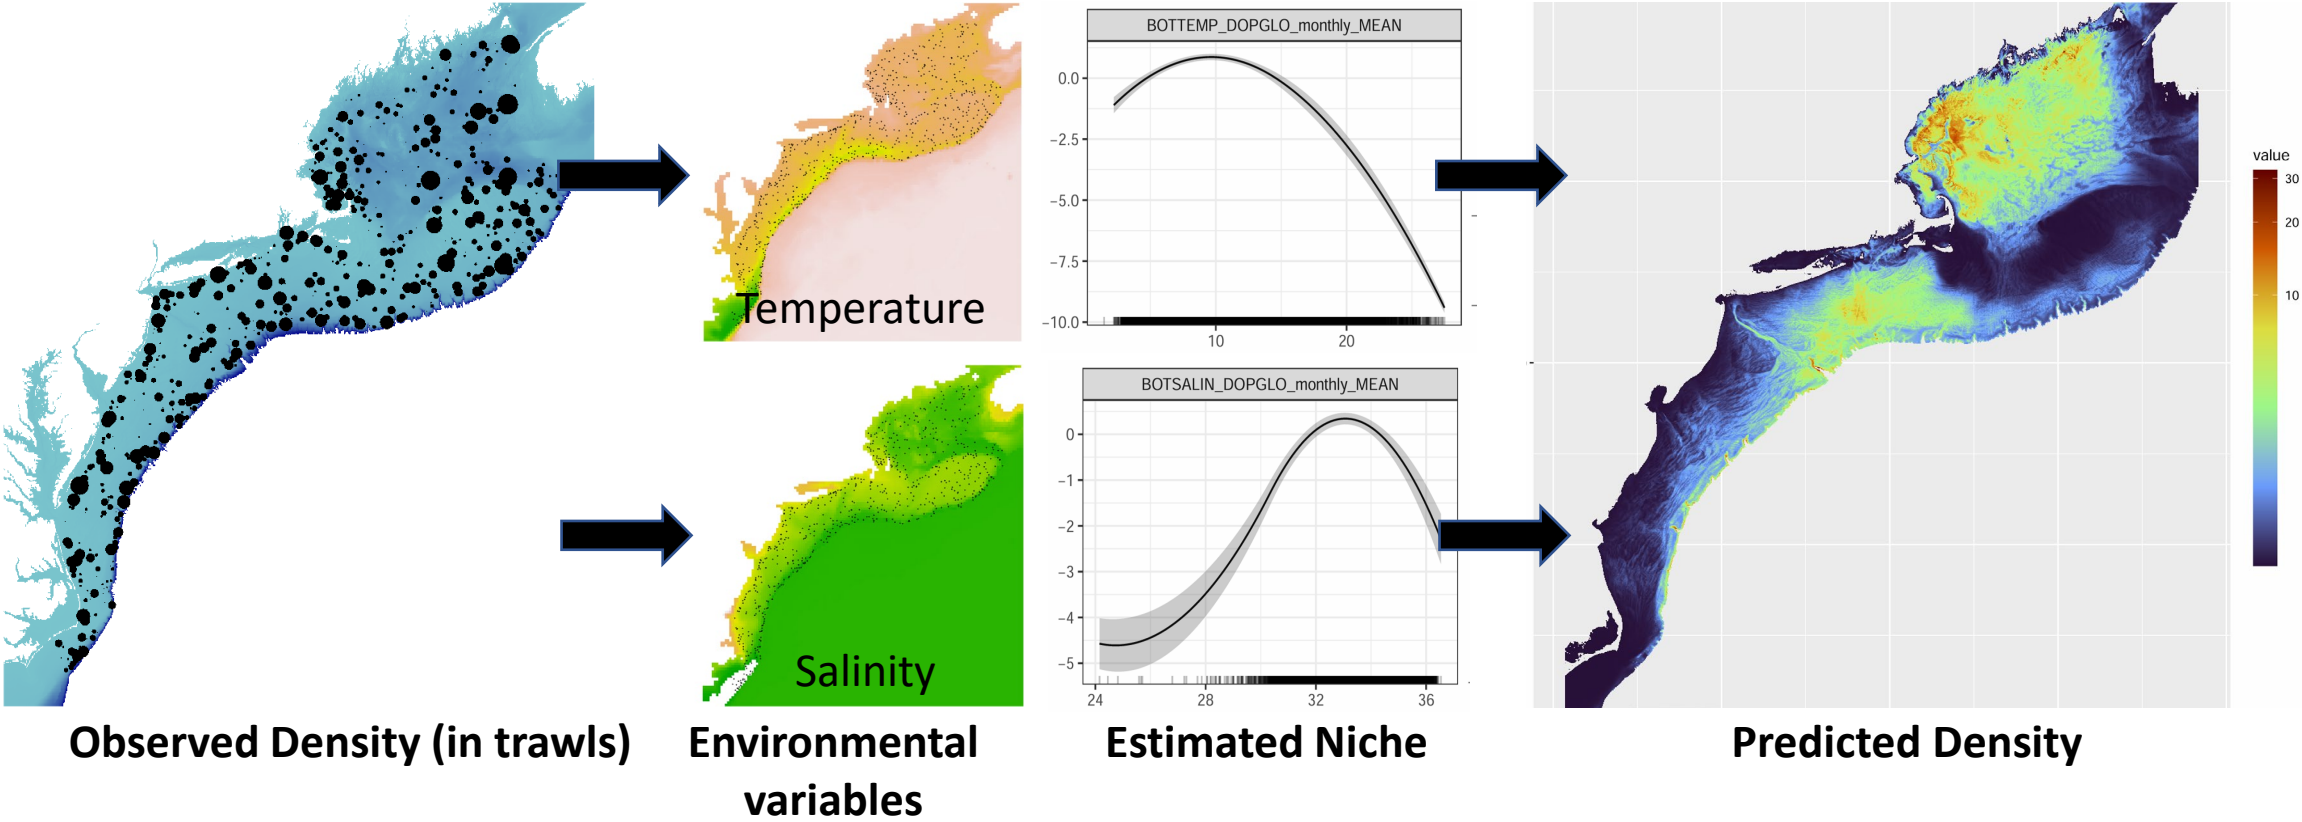 BOTTEMP_DOPGLO_monthly_MEAN
0.0
−2.5
−5.0
−7.5
−10.0
10
20
Temperature
BOTSALIN_DOPGLO_monthly_MEAN
0
−1
−2
−3
−4
−5
24
28
32
36
Salinity
value
30
20
10
Observed Density (in trawls)
Environmental
variables
Estimated Niche
Predicted Density